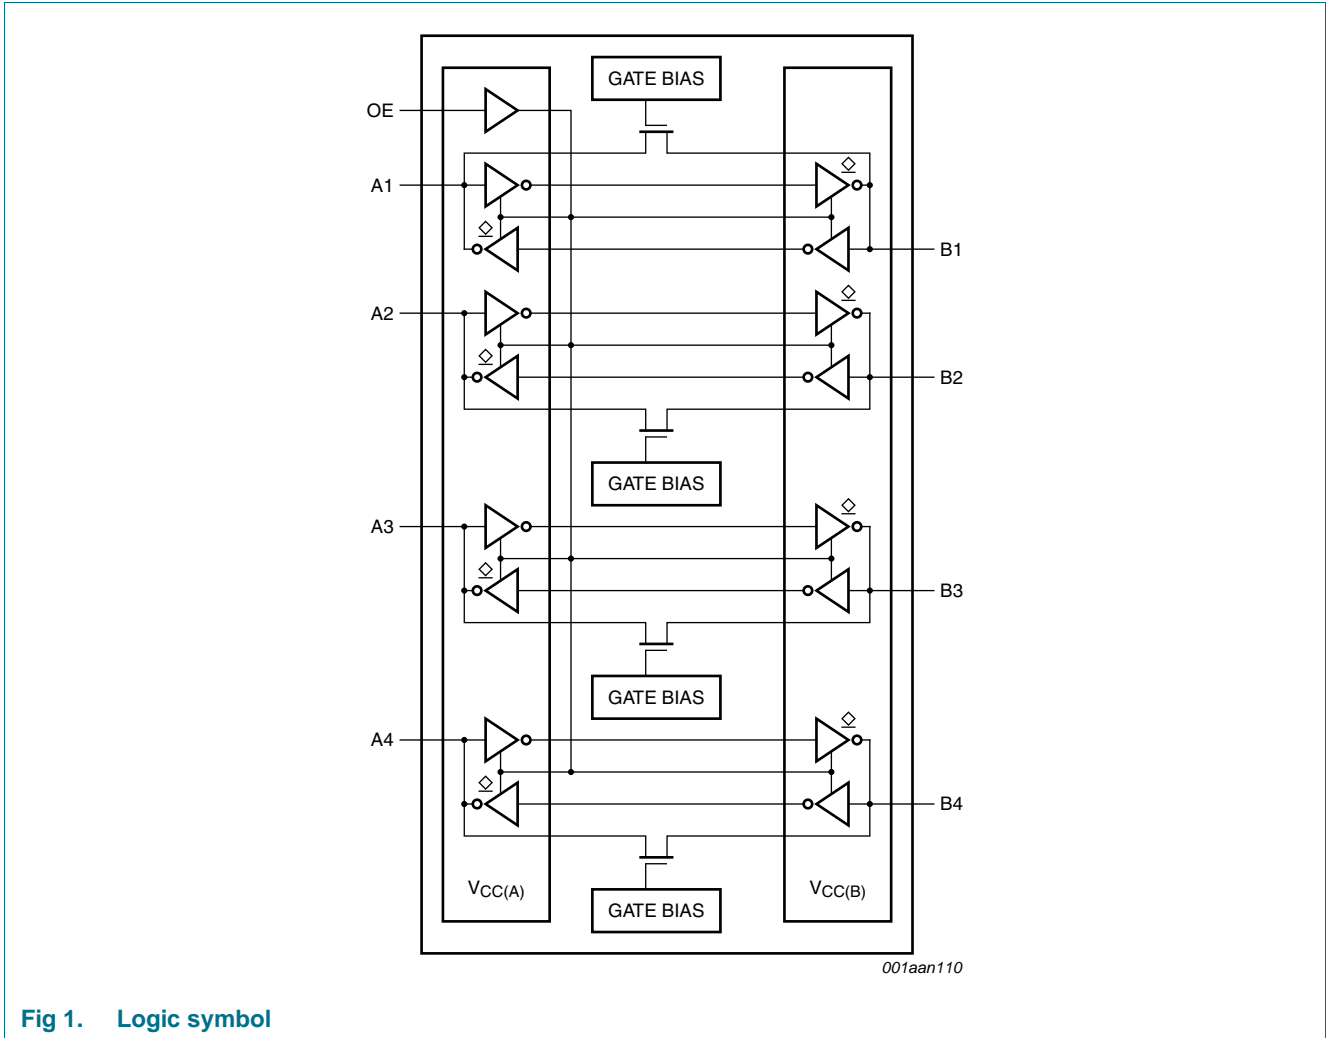 GATE BIAS
OE
A1
B1
A2
B2
GATE BIAS
A3
B3
GATE BIAS
A4
B4
VCC(A)
VCC(B)
GATE BIAS
001aan110
Fig 1. Logic symbol